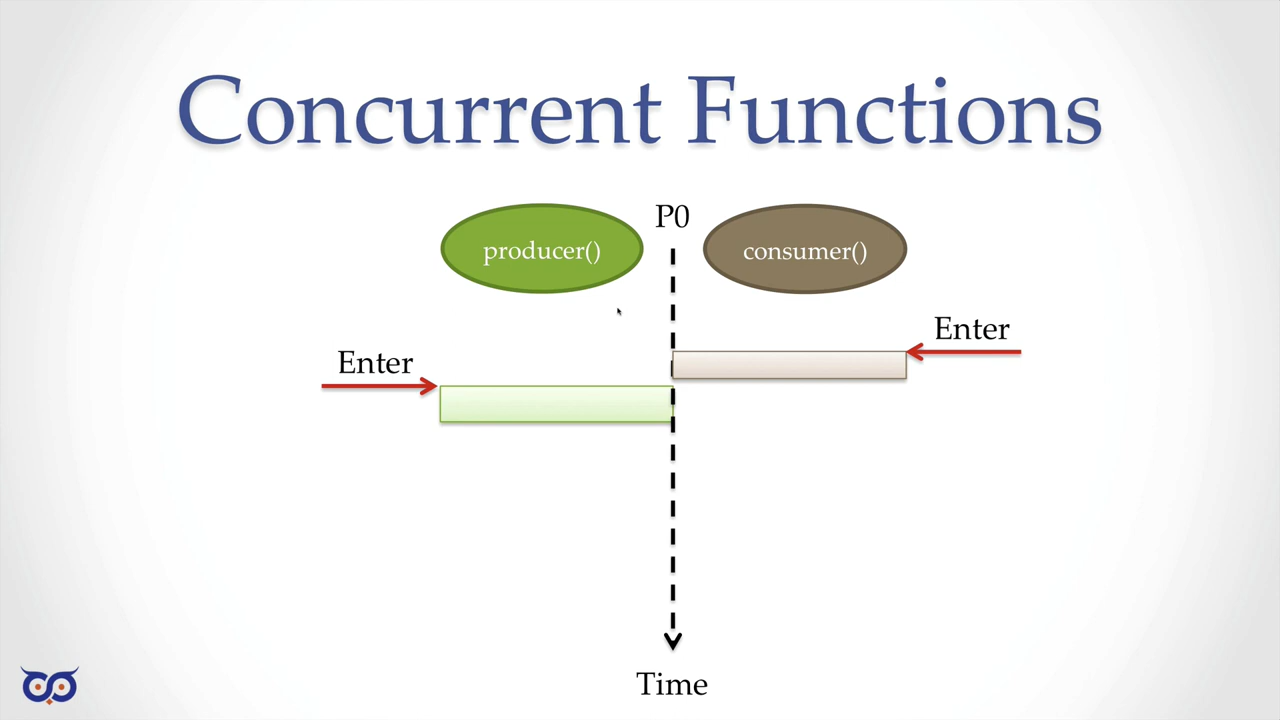 Concurrent Functions
producer()
P0
consumer()
Enter
Enter
Time